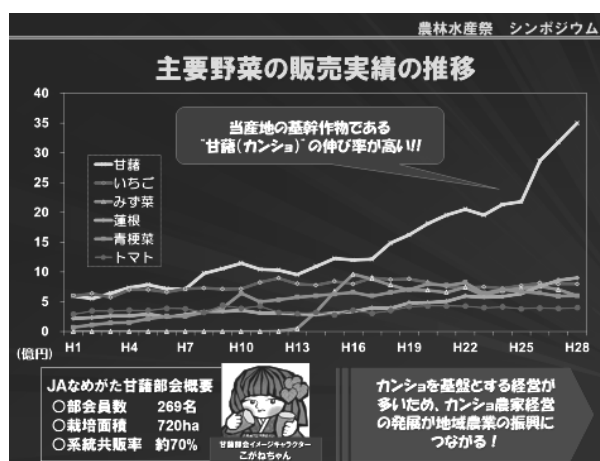 農林水産祭 シンポジウム
主要野菜の販売実績の推移
40
35
30
25
20
15
10
5
0
(億円)
当産地の基幹作物である
"甘藷(カンショ)"の伸び率が高い!!
甘藷
いちご
みず菜
蓮根
青梗菜
トマト
H1 H4 H7 H10 H13 H16 H19 H22 H25 H28
JAなめがた甘藷部会概要
○部会員数 269名
○栽培面積 720ha
○系統共販率 約70%
甘藷部会イメージキャラクター
こがねちゃん
カンショを基盤とする経営が
多いため、カンショ農家経営
の発展が地域農業の振興に
つながる!